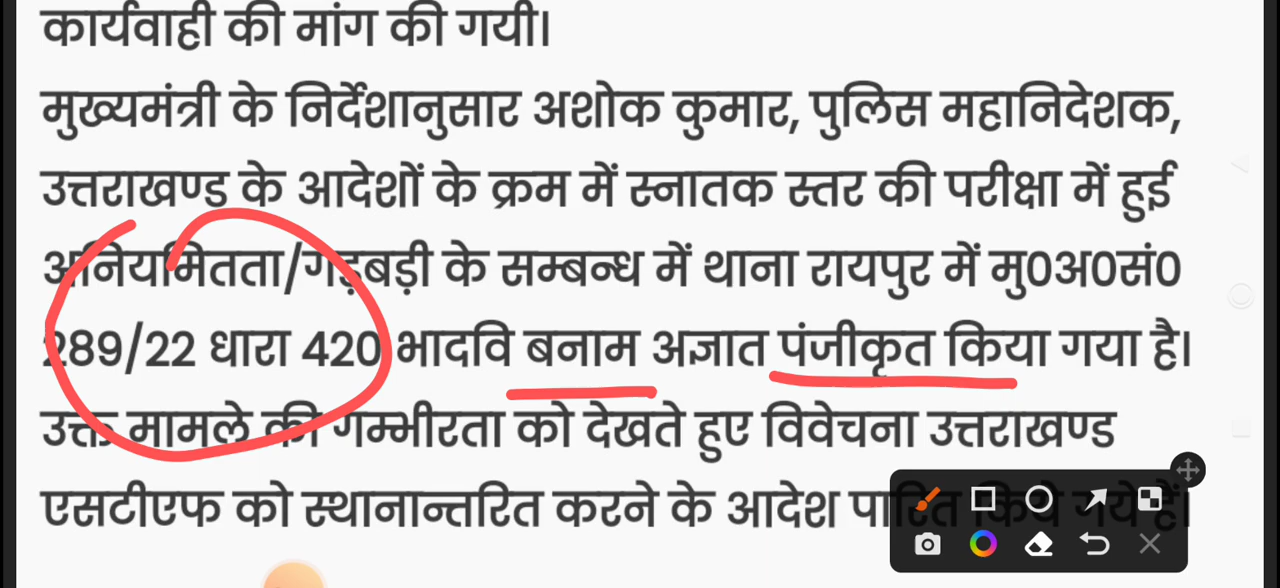 कार्यवाही की मांग की गयी।
मुख्यमंत्री के निर्देशानुसार अशोक कुमार, पुलिस महानिदेशक,
उत्तराखण्ड के आदेशों के क्रम में स्नातक स्तर की परीक्षा में हुई
अनियमितता/गड़बड़ी के सम्बन्ध में थाना रायपुर में मु0अ0सं0
289/22 धारा 420 भादवि बनाम अज्ञात पंजीकृत किया गया है।
उक्त मामले की गम्भीरता को देखते हुए विवेचना उत्तराखण्ड
एसटीएफ को स्थानान्तरित करने के आदेश पारित किये गये हैं।